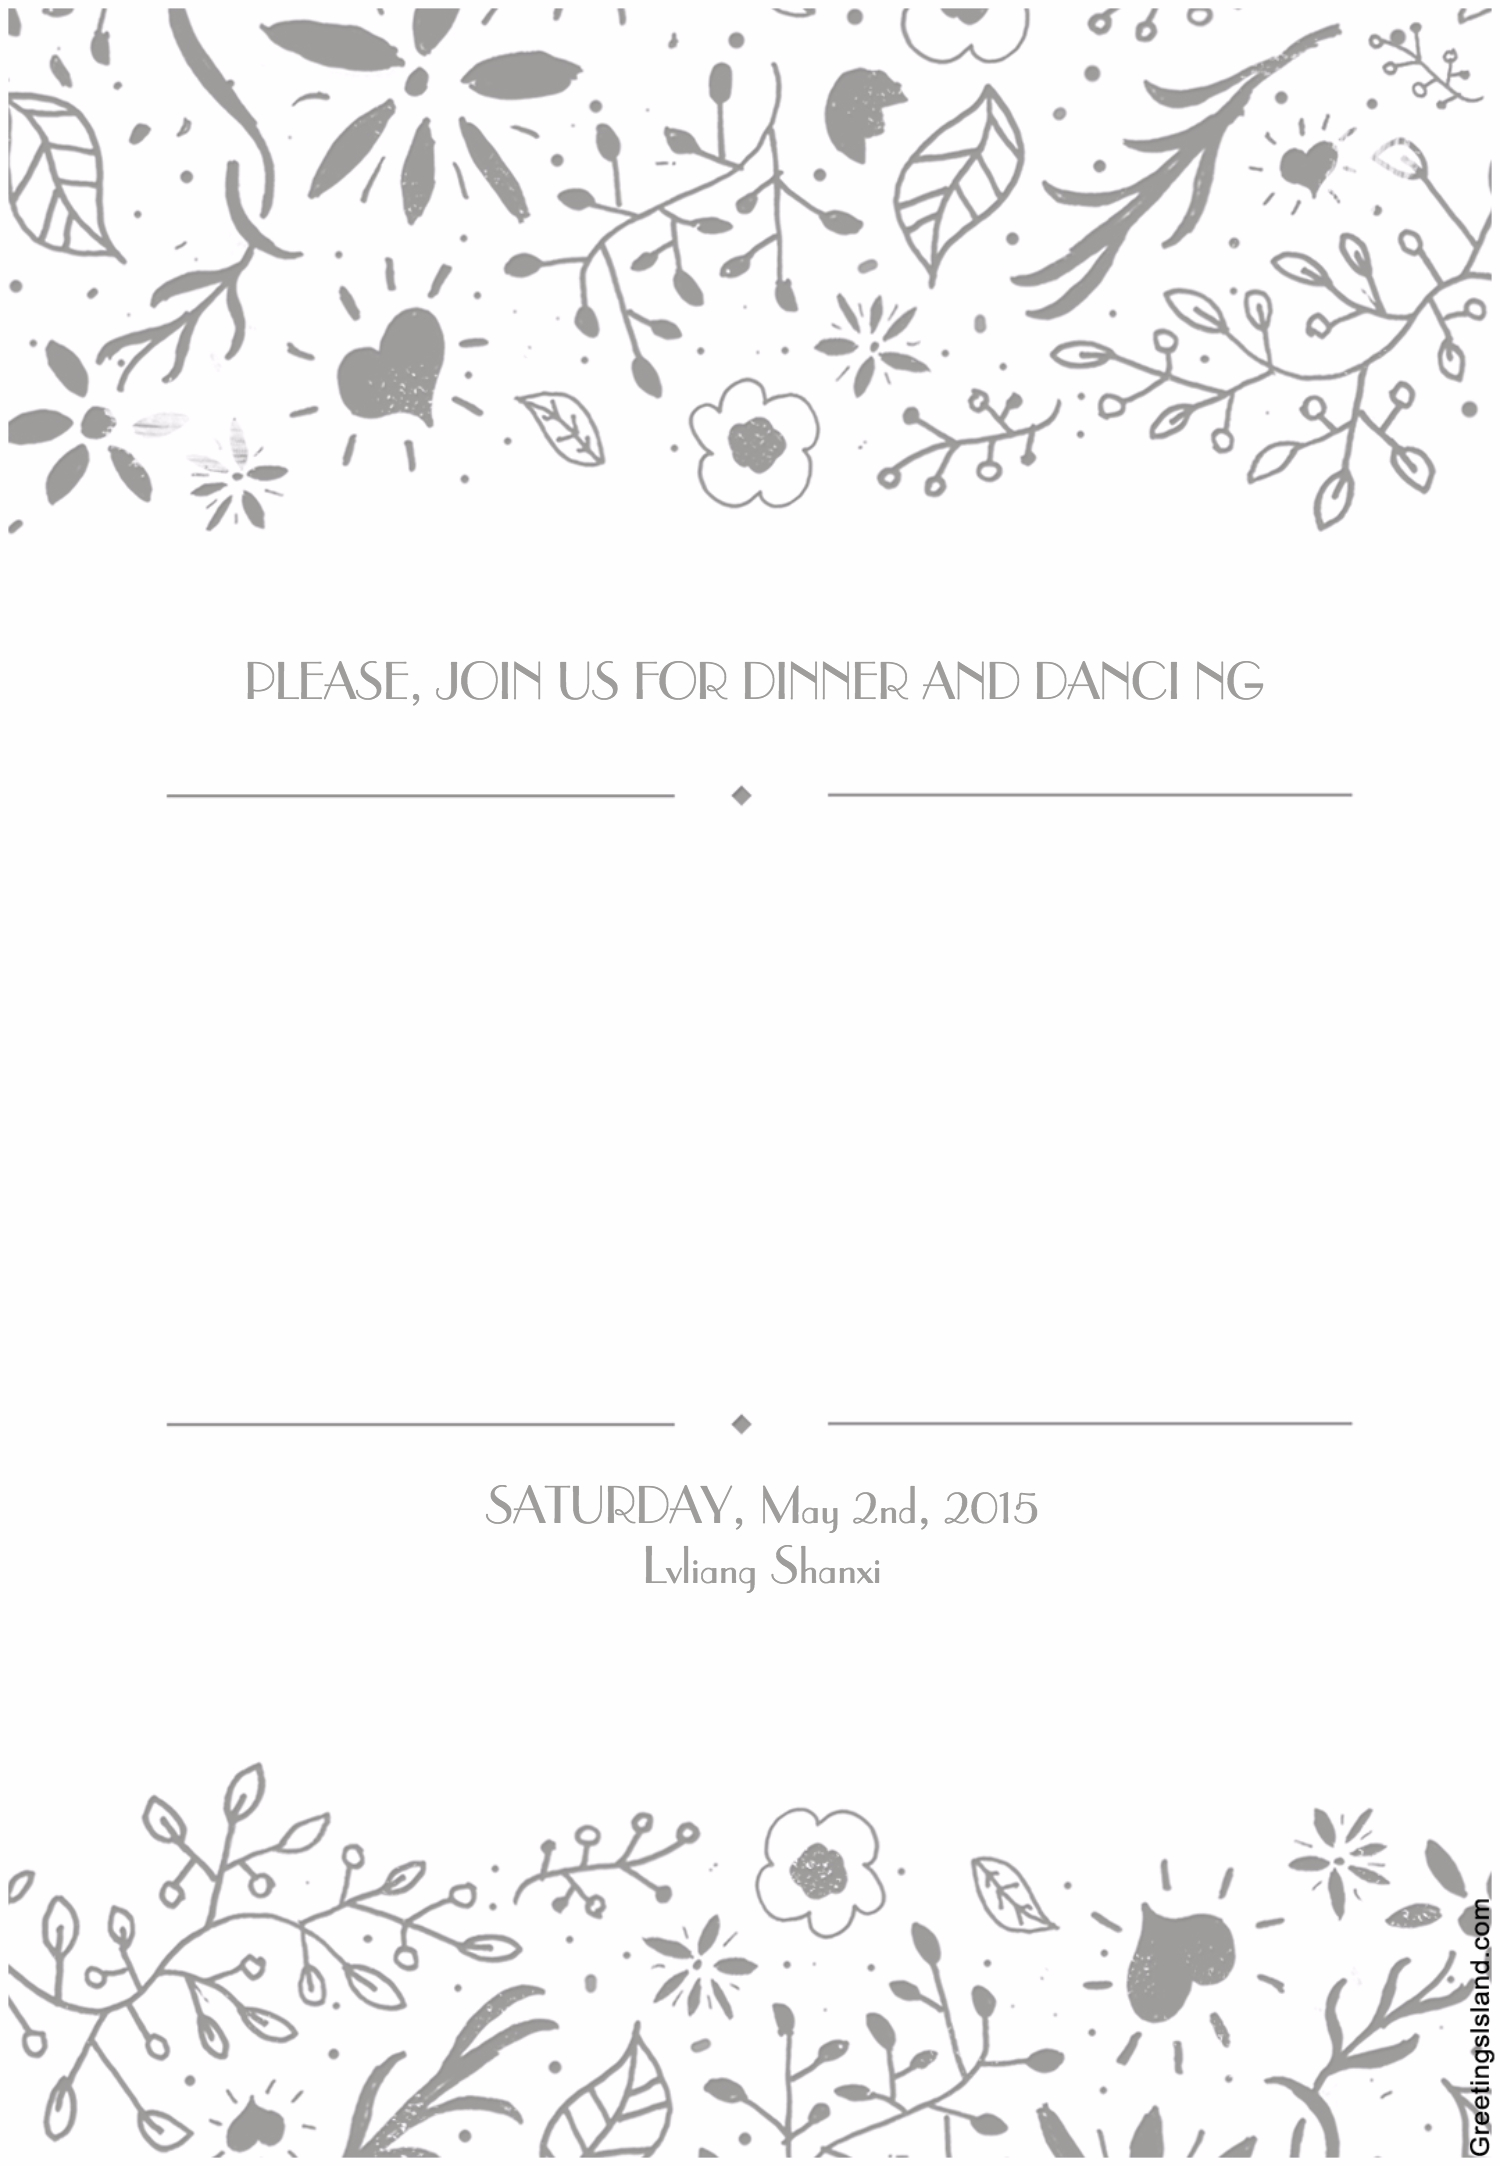 PLEASE, JOIN US FOR DINNER AND DANCI NG
SATURDAY, May 2nd, 2015
Lvliang Shanxi
GreetingsIsland.com